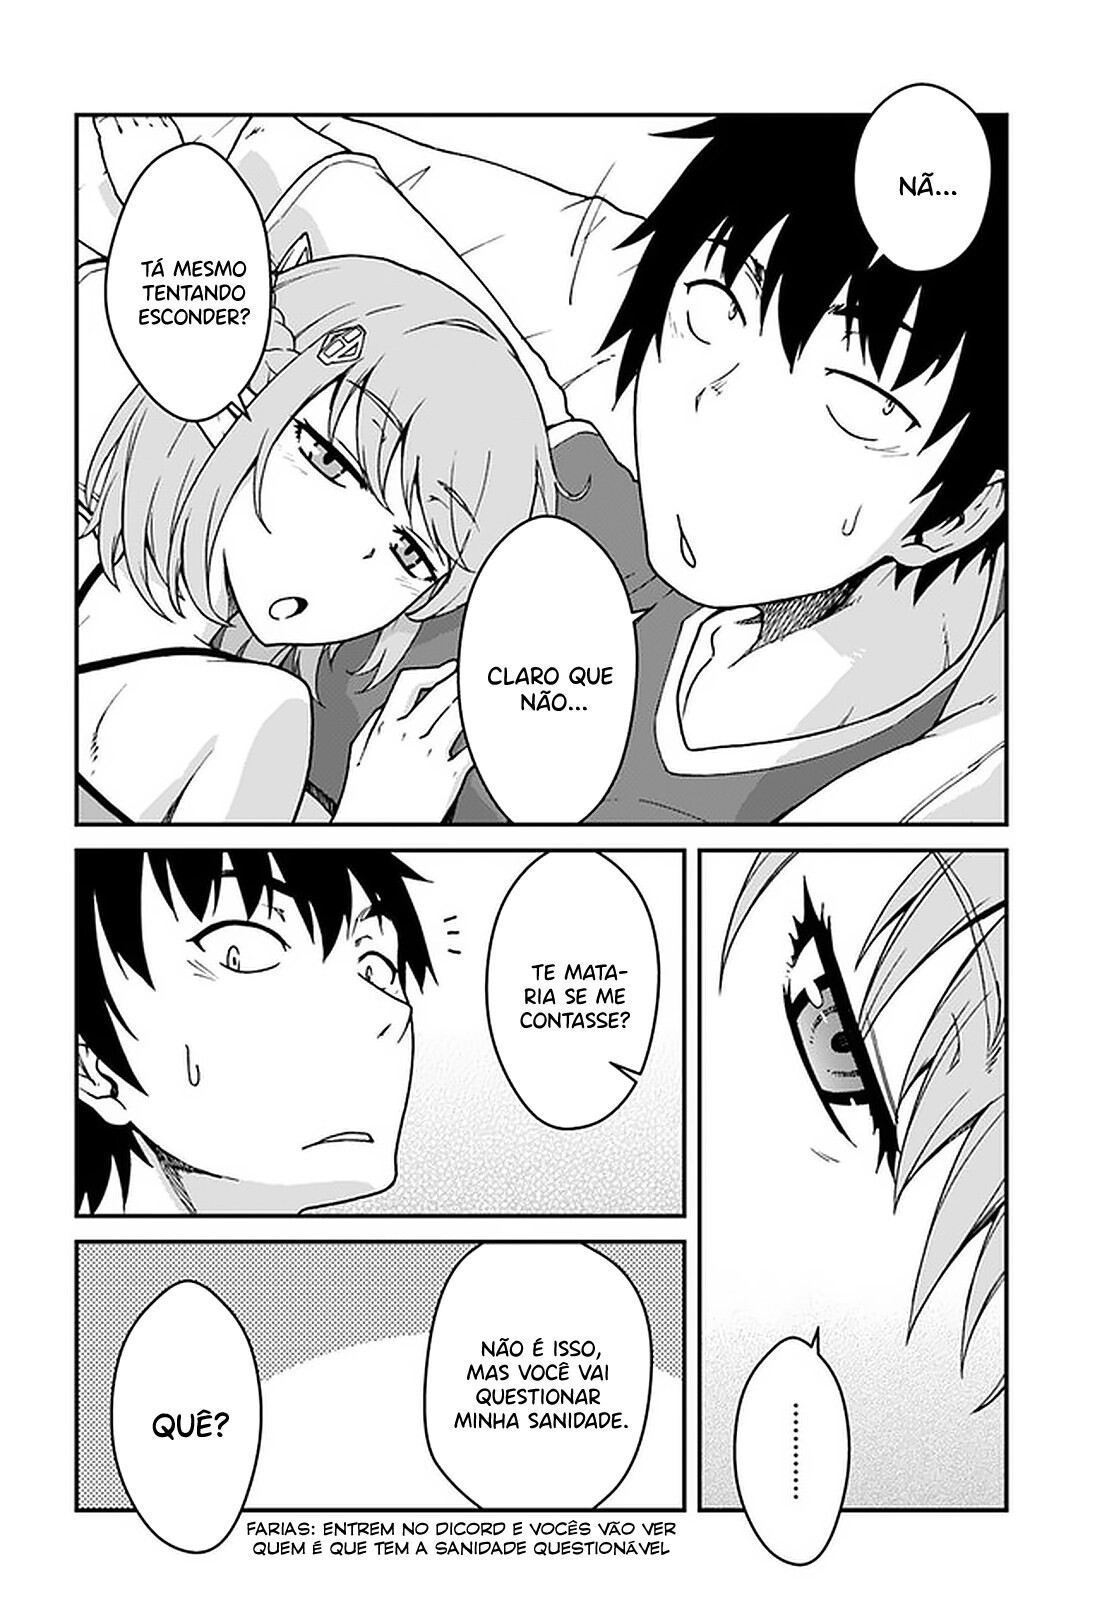 NÃ...
TÁ MESMO
TENTANDO
ESCONDER?
CLARO QUE
NÃO...
TE MATA-
RIA SE ME
CONTASSE?
..........
NÃO É ISSO,
MAS VOCÊ VAI
QUESTIONAR
MINHA SANIDADE.
QUÊ?
FARIAS: ENTREM NO DICORD E VOCÊS VÃO VER
QUEM É QUE TEM A SANIDADE QUESTIONÁVEL